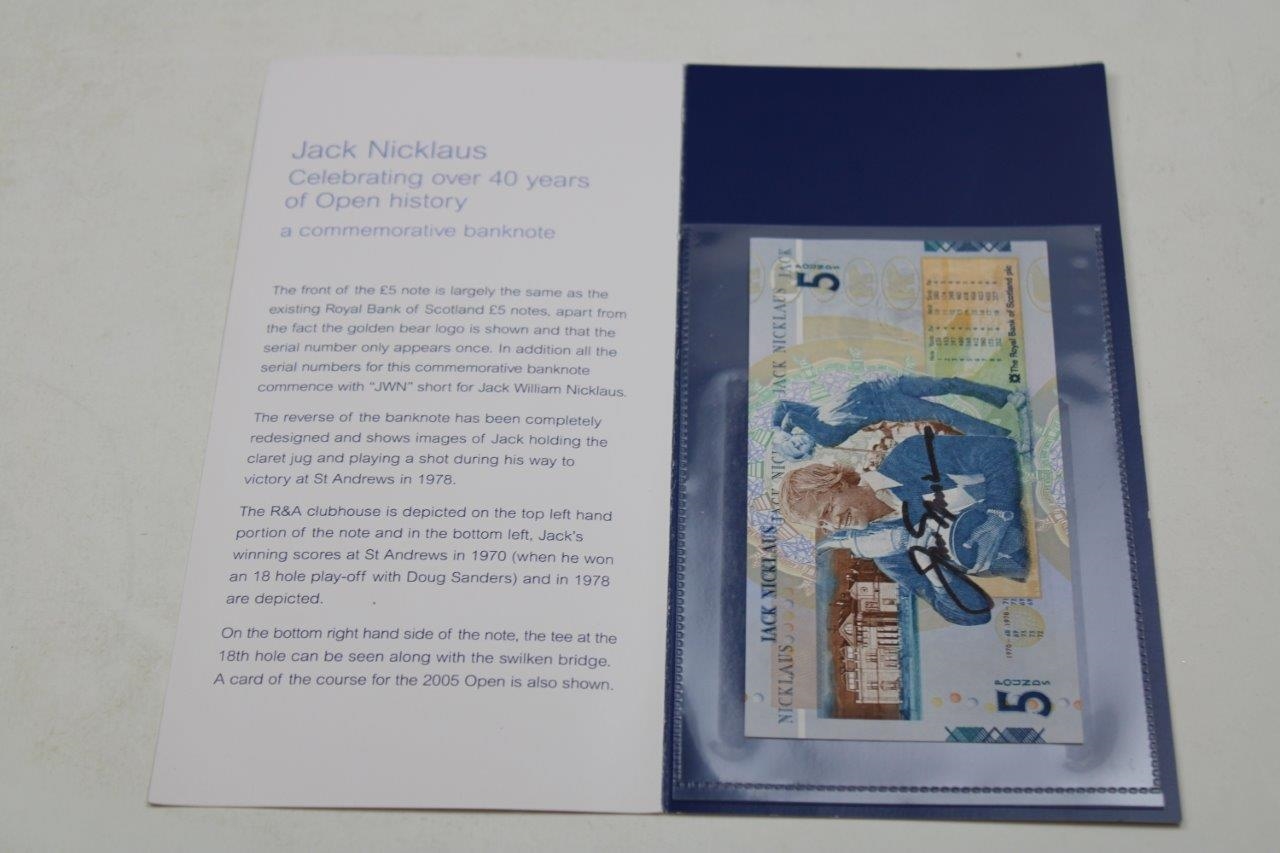 Jack Nicklaus
Celebrating over 40 years
of Open history
a commemorative banknote
The front of the £5 note is largely the same as the
existing Royal Bank of Scotland £5 notes, apart from
the fact the golden bear logo is shown and that the
serial number only appears once. In addition all the
serial numbers for this commemorative banknote
commence with “JWN” short for Jack William Nicklaus.
The reverse of the banknote has been completely
redesigned and shows images of Jack holding the
claret jug and playing a shot during his way to
victory at St Andrews in 1978.
The R&A clubhouse is depicted on the top left hand
portion of the note and in the bottom left, Jack’s
winning scores at St Andrews in 1970 (when he won
an 18 hole play-off with Doug Sanders) and in 1978
are depicted.
On the bottom right hand side of the note, the tee at the
18th hole can be seen along with the swilken bridge.
A card of the course for the 2005 Open is also shown.
5
POUNDS
The Royal Bank of Scotland plc
NICKLAUS
JACK NICKLAUS JACK NICKLAUS JACK
JACK NICKLAUS
5
POUNDS